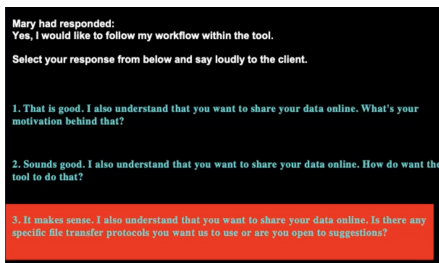 Mary had responded:
Yes, I would like to follow my workflow within the tool.
Select your response from below and say loudly to the client.
1. That is good. I also understand that you want to share your data online. What's your
motivation behind that?
2. Sounds good. I also understand that you want to share your data online. How do want the
tool to do that?
3. It makes sense. I also understand that you want to share your data online. Is there any
specific file transfer protocols you want us to use or are you open to suggestions?